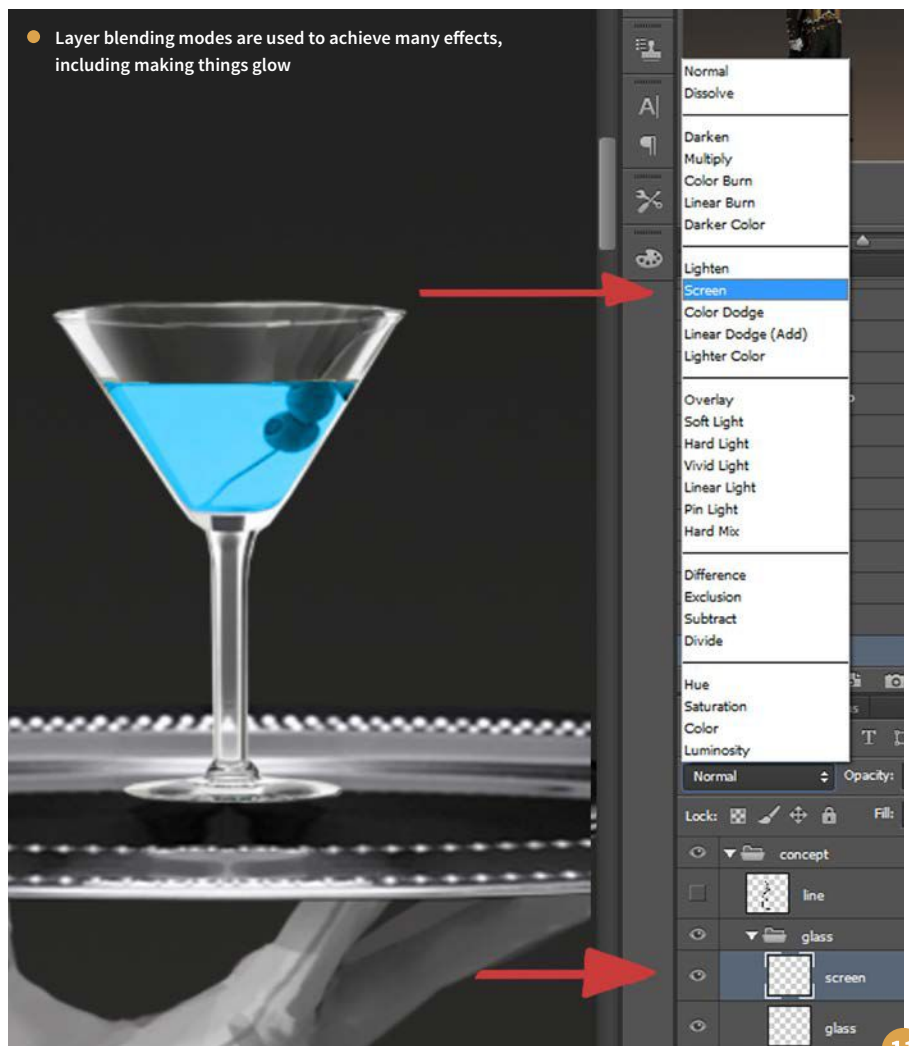 Layer blending modes are used to achieve many effects,
including making things glow
Normal
Dissolve
Darken
Multiply
Color Burn
Linear Burn
Darker Color
Lighten
Screen
Color Dodge
Linear Dodge (Add)
Lighter Color
Overlay
Soft Light
Hard Light
Vivid Light
Linear Light
Pin Light
Hard Mix
Difference
Exclusion
Subtract
Divide
Hue
Saturation
Color
Luminosity
Normal Opacity:
Lock: Fill:
concept
line
glass
screen
glass